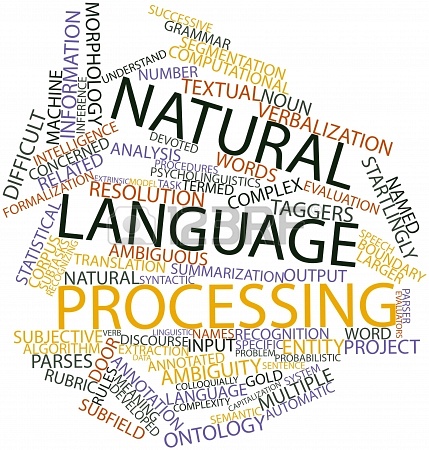 SUCCESSIVE
GRAMMAR
SEGMENTATION
COMPUTATIONAL
UNDERSTAND
NUMBER
TEXTUAL
NOUN
VERBALIZATION
MORPHOLOGY
INFORMATION
MACHINE
INFERENCE
DIFFICULT
INTELLIGENCE
CONCERNED
RELATED
FORMALIZATION
NATURAL
DEVOTED
ANALYSIS
PROCEDURES
WORDS
PSYCHOLINGUISTICS
EXTRINSIC
MODEL
TASK
TERMED
COMPLEX
EVALUATION
NAMED
STARTLINGLY
RESOLUTION
TAGGERS
LANGUAGE
STATISTICAL
CORPUS
AMBIGUOUS
SPEECH
BOUNDARY
LARGER
TRANSLATION
SUMMARIZATION
OUTPUT
NATURAL
SYNTACTIC
PROCESSING
PARSER
EVALUATORS
SUBJECTIVE
VERB
LINGUISTIC
NAMES
RECOGNITION
WORD
ALGORITHM
DOOR
DISCOURSE
INPUT
SPECIFIC
ENTITY
PROJECT
PARSES
EXTRACTION
DATA
ANNOTATED
PROBLEM
PROBABILISTIC
RUBRIC
RULES
ANNOTATION
AMBIGUITY
SENTENCE
MEANING
DEVELOPED
COLLOQUIALLY
GOLD
SYSTEM
MULTIPLE
LANGUAGE
CAPITALIZATION
COMPLEXITY
AUTOMATIC
SUBFIELD
SEMANTIC
ONTOLOGY